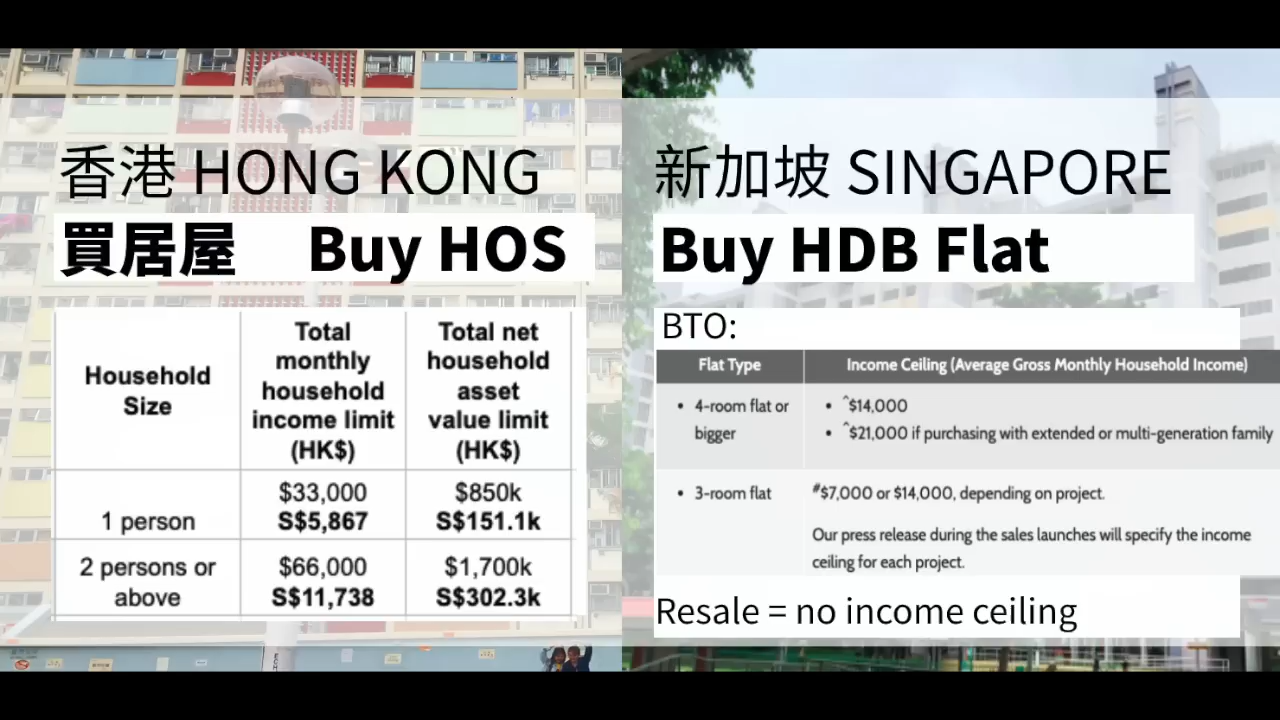 香港 HONG KONG
買居屋 Buy HOS
Household
Size
Total
monthly
household
income limit
(HK$)
Total net
household
asset
value limit
(HK$)
1 person
$33,000
S$5,867
$850k
S$151.1k
2 persons or
above
$66,000
S$11,738
$1,700k
S$302.3k
新加坡 SINGAPORE
Buy HDB Flat
BTO:
Flat Type
Income Ceiling (Average Gross Monthly Household Income)
• 4-room flat or
bigger
• ^$14,000
• ^$21,000 if purchasing with extended or multi-generation family
• 3-room flat
#$7,000 or $14,000, depending on project.
Our press release during the sales launches will specify the income
ceiling for each project.
Resale = no income ceiling